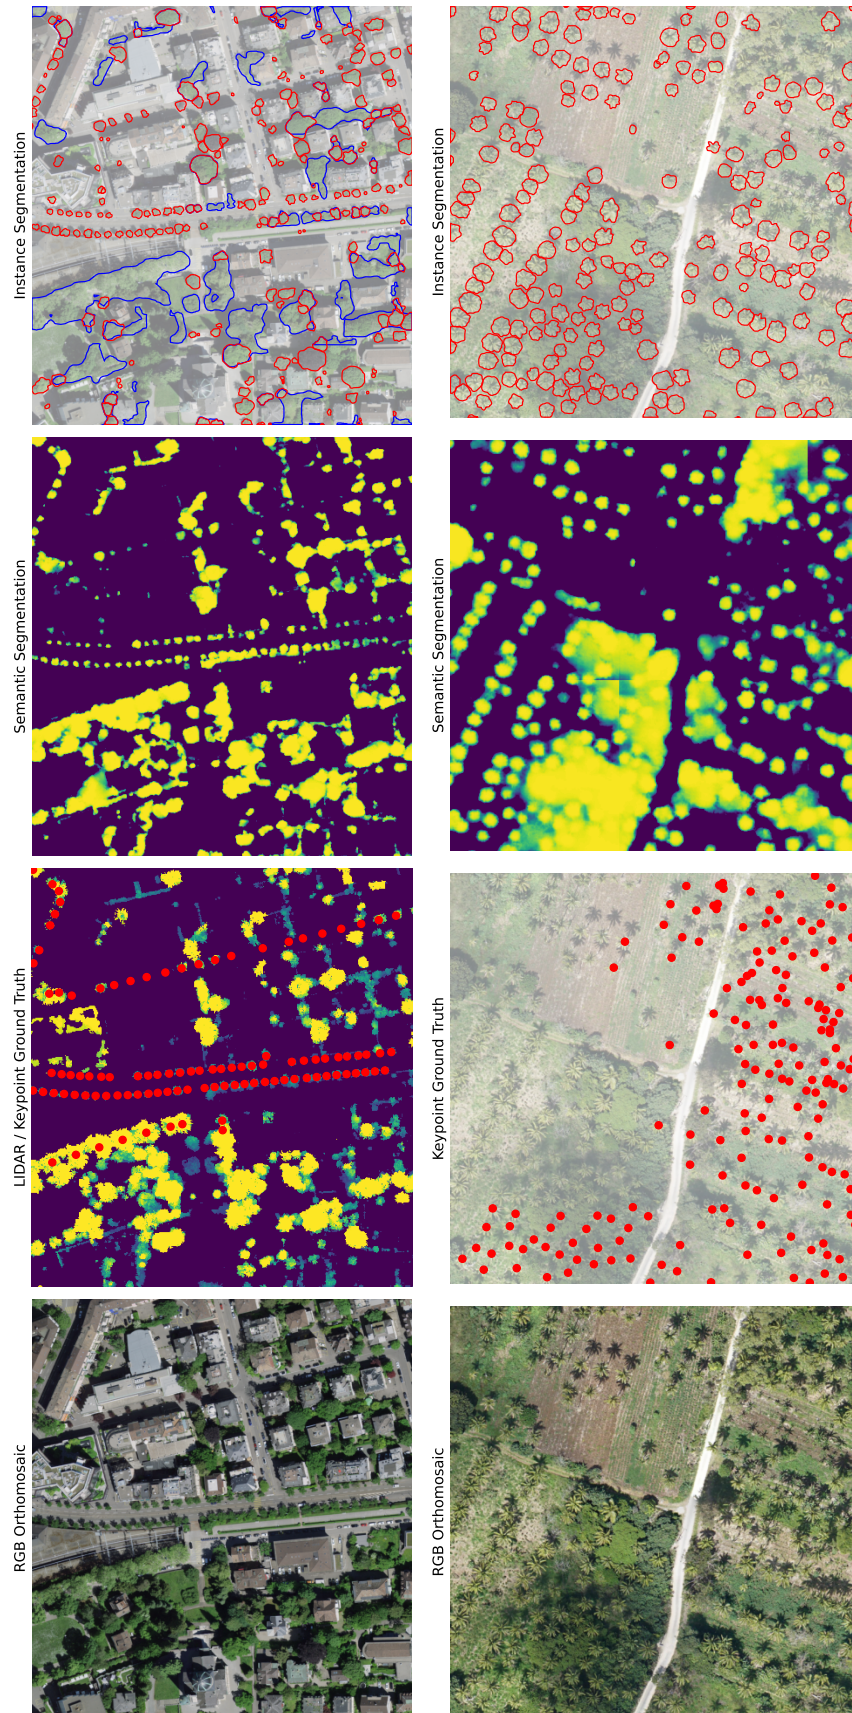 Instance Segmentation
Instance Segmentation
Semantic Segmentation
Semantic Segmentation
LIDAR / Keypoint Ground Truth
Keypoint Ground Truth
RGB Orthomosaic
RGB Orthomosaic